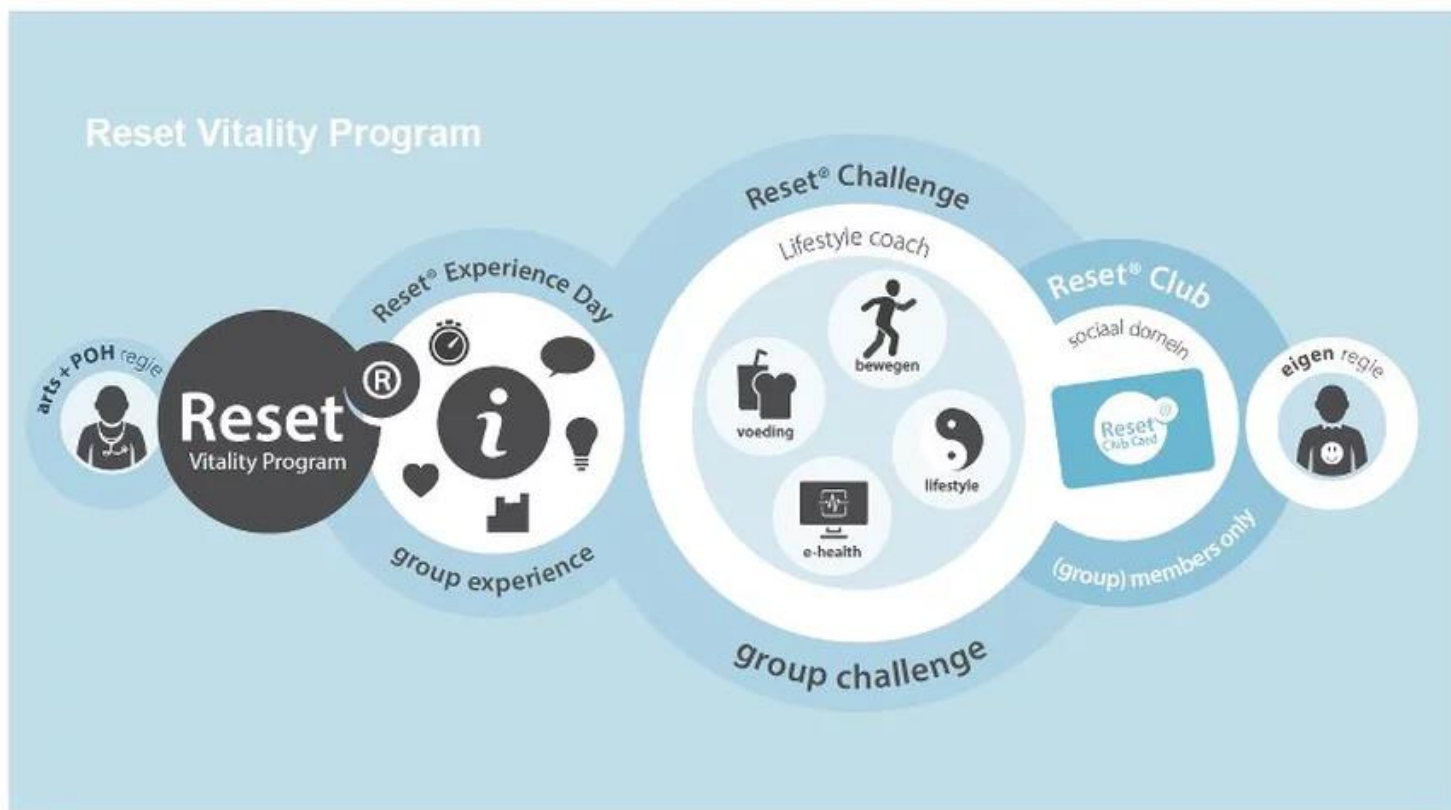 Reset Vitality Program
arts + POH regie
Reset ®
Vitality Program
Reset® Experience Day
i
group experience
Reset® Challenge
Lifestyle coach
bewegen
voeding
lifestyle
e-health
group challenge
Reset® Club
sociaal domein
Reset®
Club Card
(group) members only
eigen regie